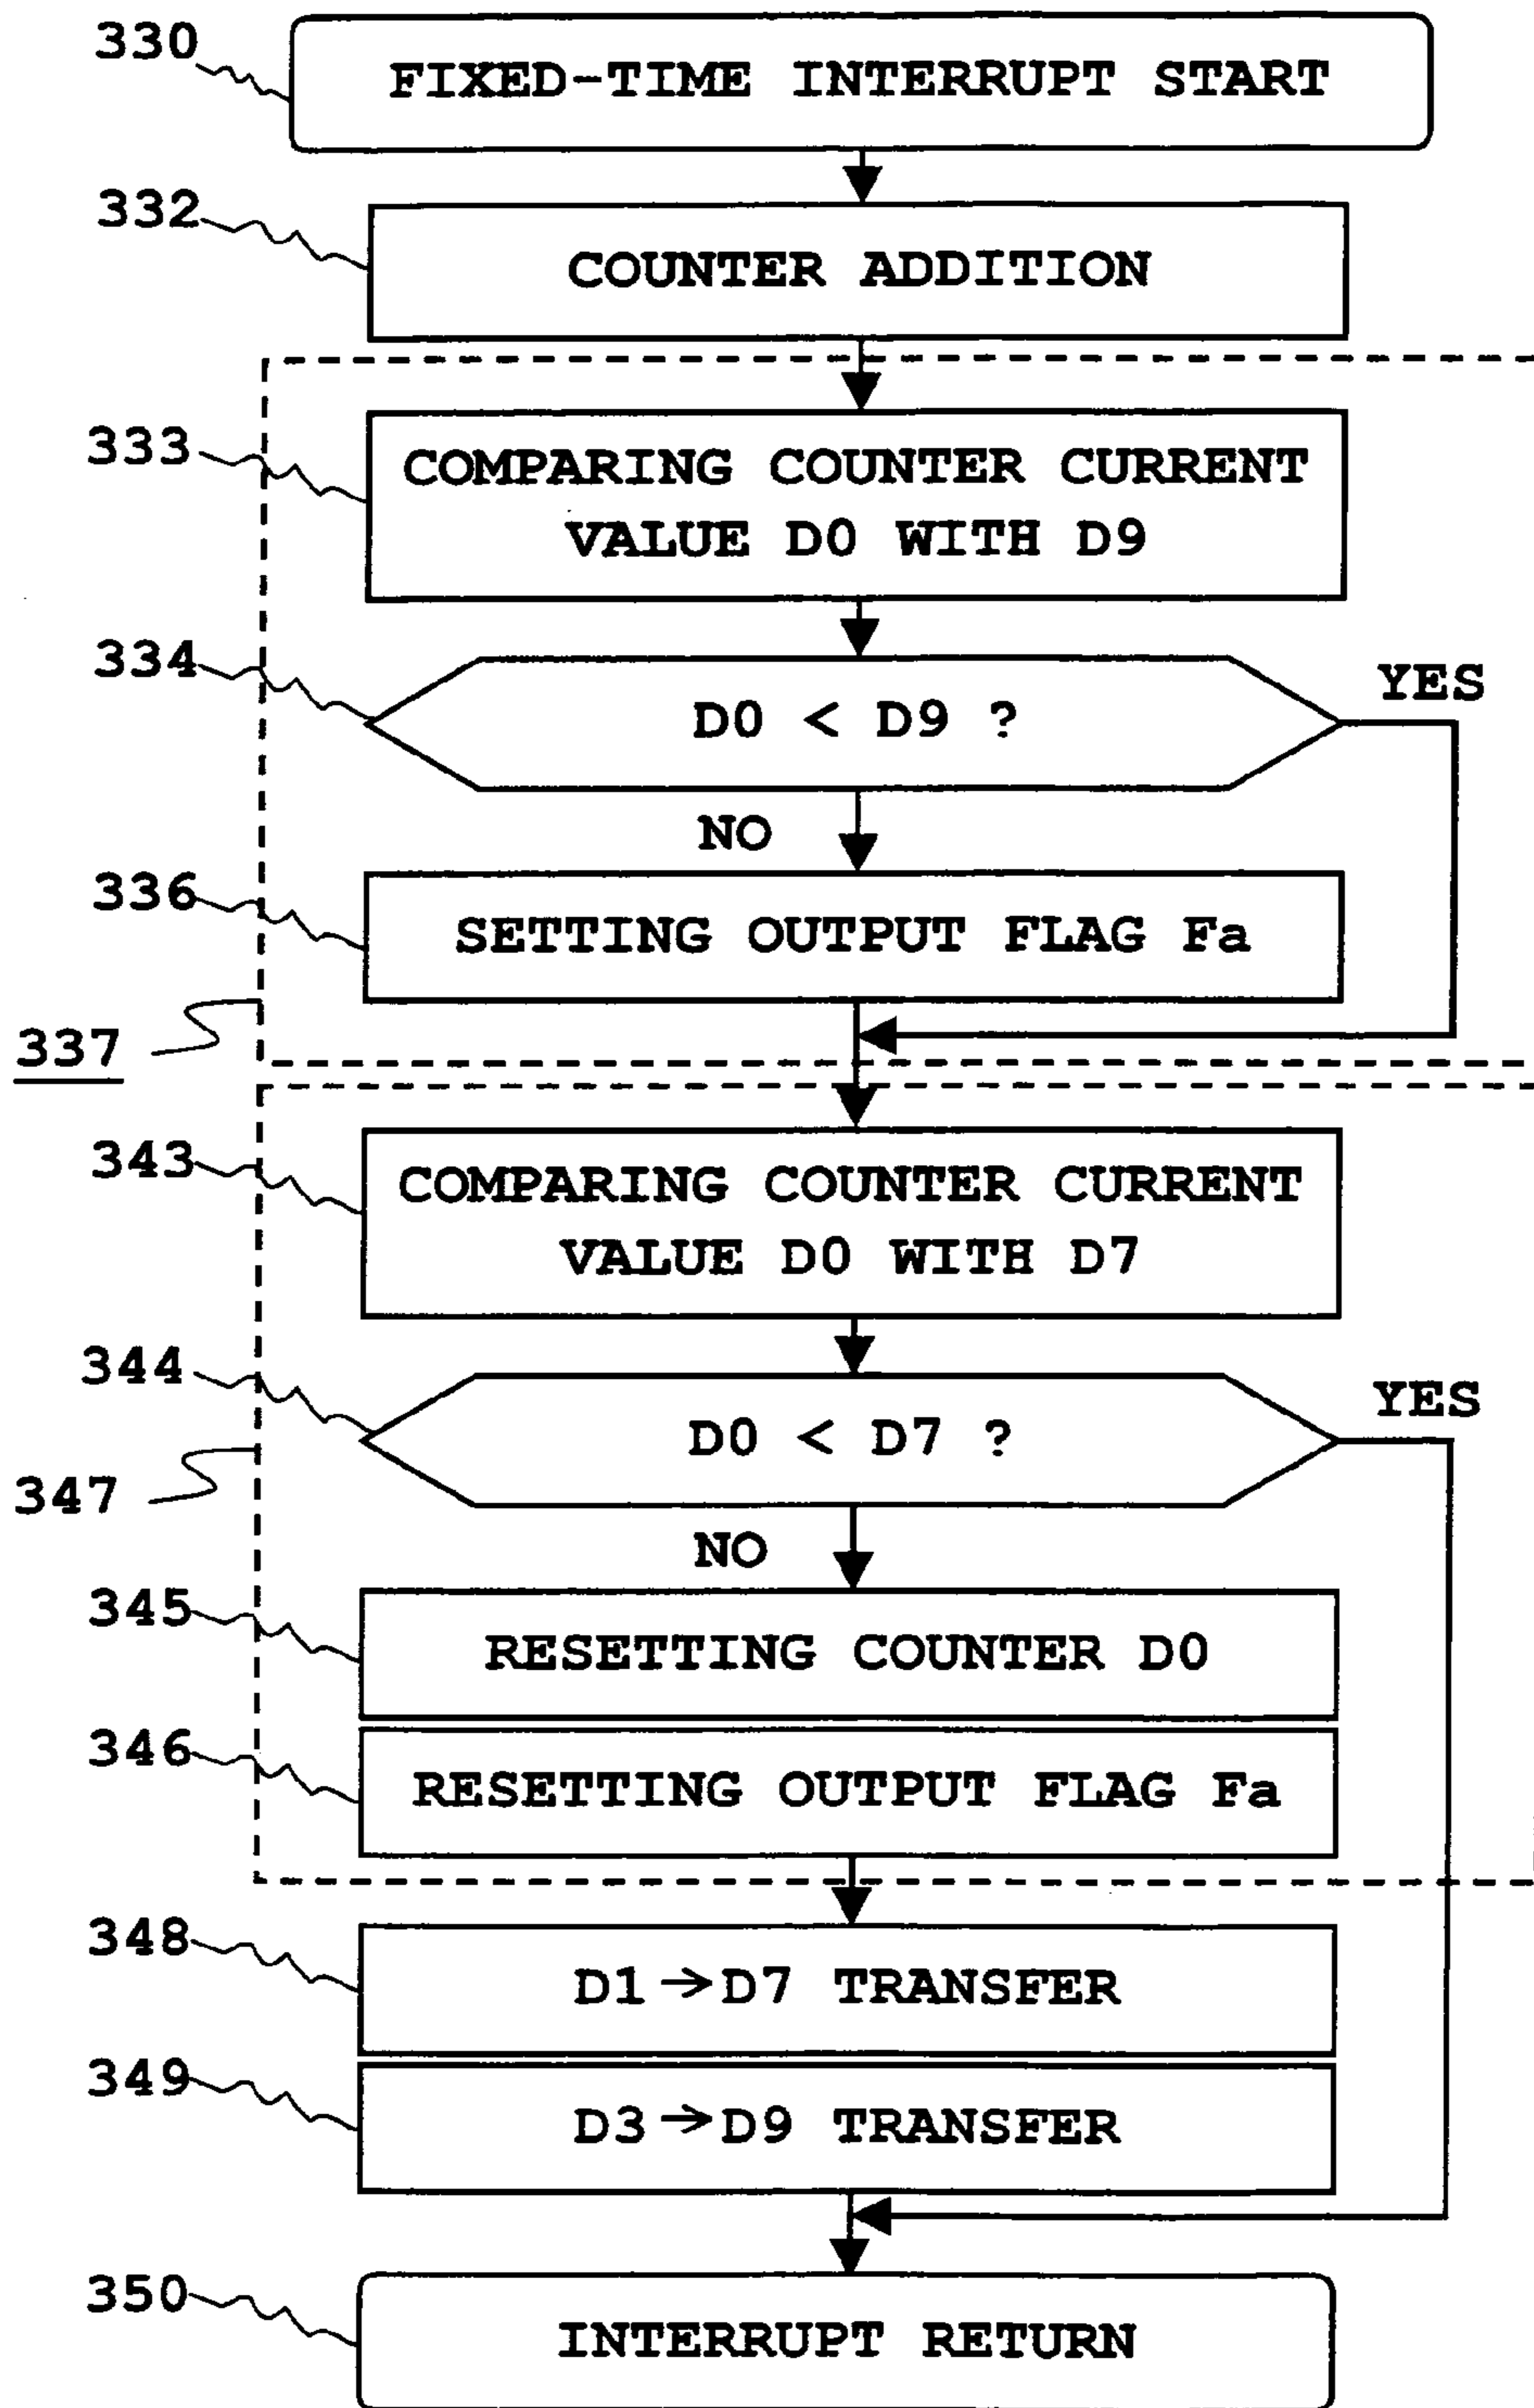 330
FIXED-TIME INTERRUPT START
332
COUNTER ADDITION
333
COMPARING COUNTER CURRENT
VALUE D0 WITH D9
334
D0 < D9 ?
YES
NO
336
SETTING OUTPUT FLAG Fa
337
343
COMPARING COUNTER CURRENT
VALUE D0 WITH D7
344
D0 < D7 ?
YES
347
NO
345
RESETTING COUNTER D0
346
RESETTING OUTPUT FLAG Fa
348
D1→D7 TRANSFER
349
D3→D9 TRANSFER
350
INTERRUPT RETURN